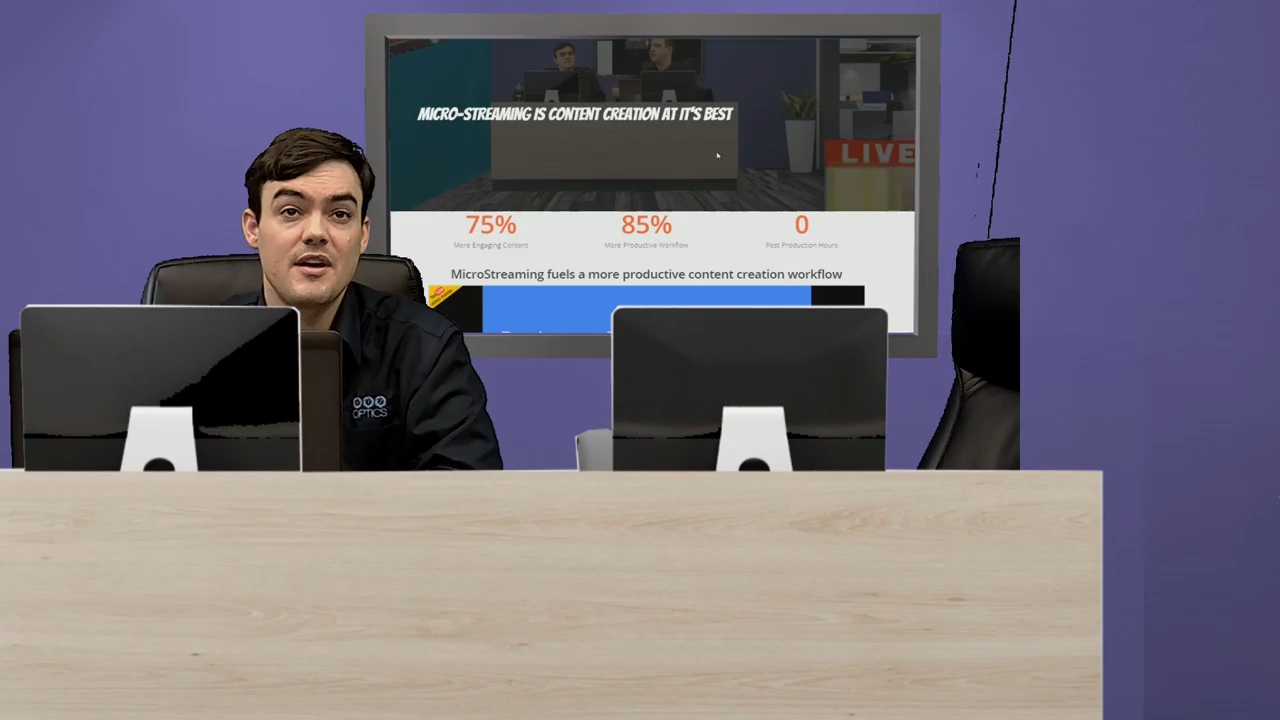 MICRO-STREAMING IS CONTENT CREATION AT IT'S BEST
LIVE
75% 85% 0
More Engaging Content More Productive Workflow Post Production Hours
MicroStreaming fuels a more productive content creation workflow
OPTICS